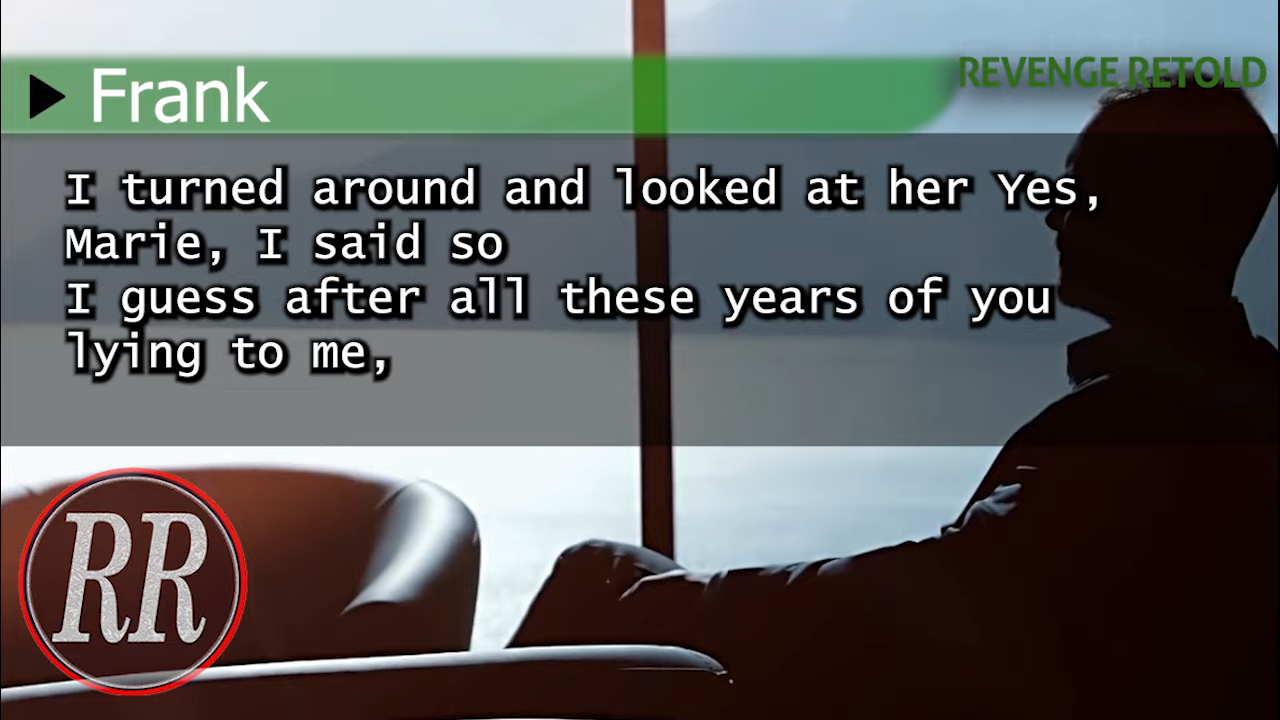 Frank
REVENGE RETOLD
I turned around and looked at her Yes,
Marie, I said so
I guess after all these years of you
lying to me,
RR